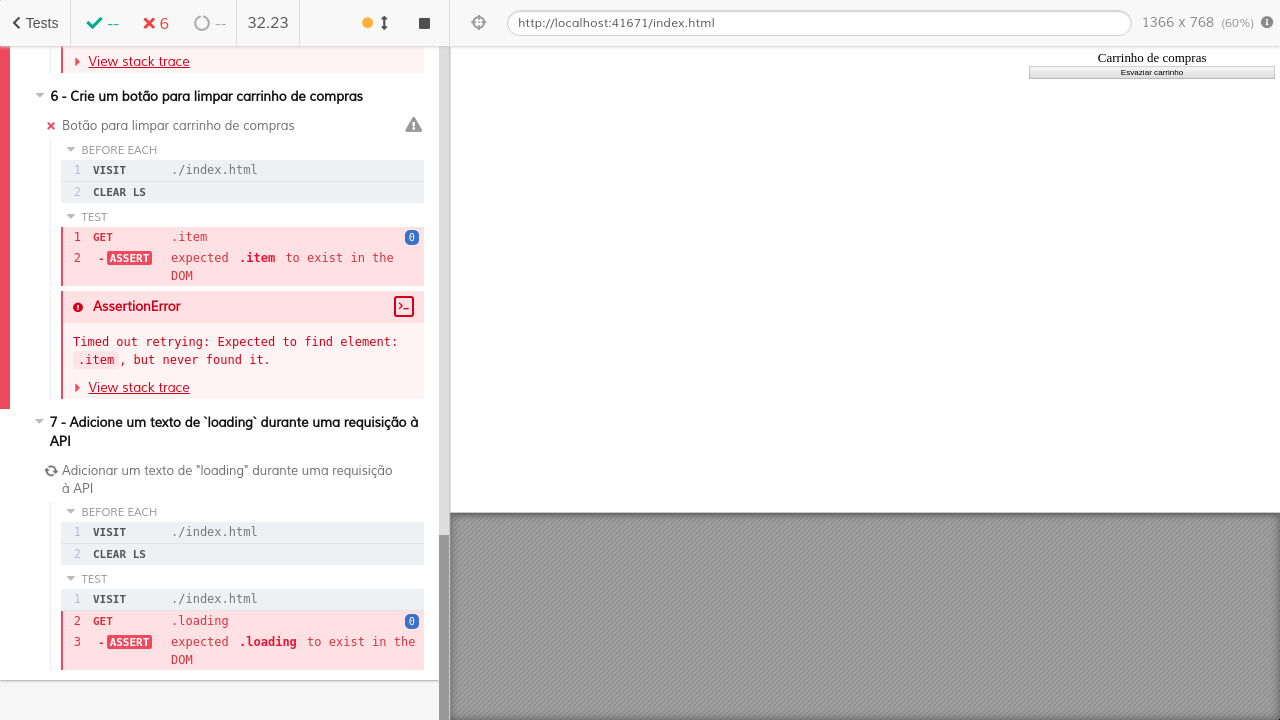 Tests
--
6
--
32.23
http://localhost:41671/index.html
1366 x 768 (60%)
View stack trace
6 - Crie um botão para limpar carrinho de compras
Botão para limpar carrinho de compras
BEFORE EACH
1 VISIT ./index.html
2 CLEAR LS
TEST
1 GET .item 0
2 - ASSERT expected .item to exist in the
DOM
AssertionError
Timed out retrying: Expected to find element:
.item, but never found it.
View stack trace
7 - Adicione um texto de `loading` durante uma requisição à
API
Adicionar um texto de "loading" durante uma requisição
à API
BEFORE EACH
1 VISIT ./index.html
2 CLEAR LS
TEST
1 VISIT ./index.html
2 GET .loading 0
3 - ASSERT expected .loading to exist in the
DOM
Carrinho de compras
Esvaziar carrinho